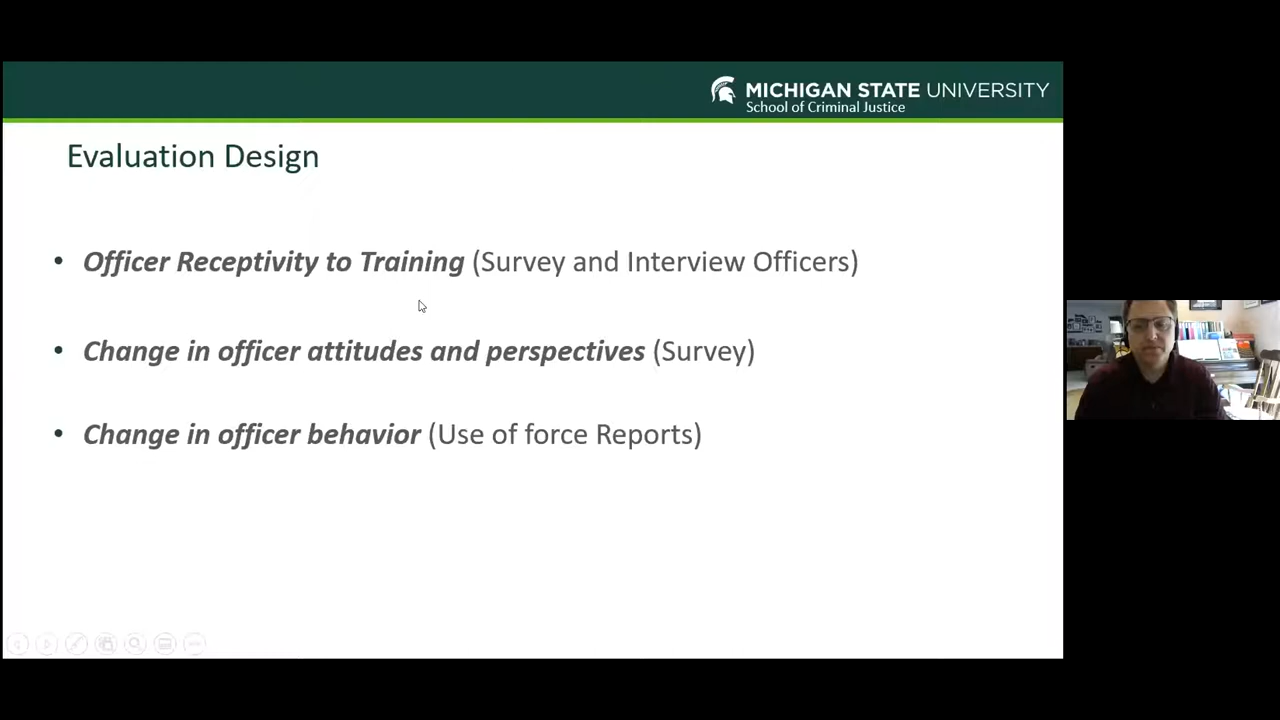 MICHIGAN STATE UNIVERSITY
School of Criminal Justice
Evaluation Design
• Officer Receptivity to Training (Survey and Interview Officers)
• Change in officer attitudes and perspectives (Survey)
• Change in officer behavior (Use of force Reports)